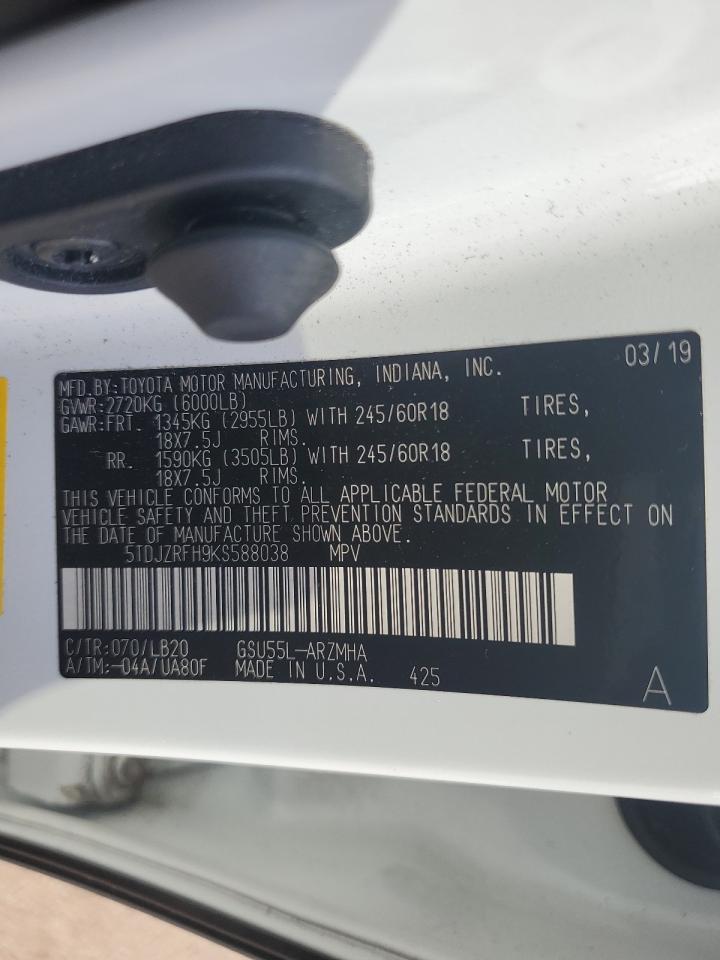 03/19
MFD.BY:TOYOTA MOTOR MANUFACTURING, INDIANA, INC.
GVWR:2720KG (6000LB)
GAWR:FRT. 1345KG (2955LB) WITH 245/60R18 TIRES,
18X7.5J RIMS.
RR. 1590KG (3505LB) WITH 245/60R18 TIRES,
18X7.5J RIMS.
THIS VEHICLE CONFORMS TO ALL APPLICABLE FEDERAL MOTOR
VEHICLE SAFETY AND THEFT PREVENTION STANDARDS IN EFFECT ON
THE DATE OF MANUFACTURE SHOWN ABOVE.
5TDJZRFH9KS588038 MPV
C/TR:070/LB20 GSU55L-ARZMHA
A/TM:-04A/UA80F MADE IN U.S.A. 425
A